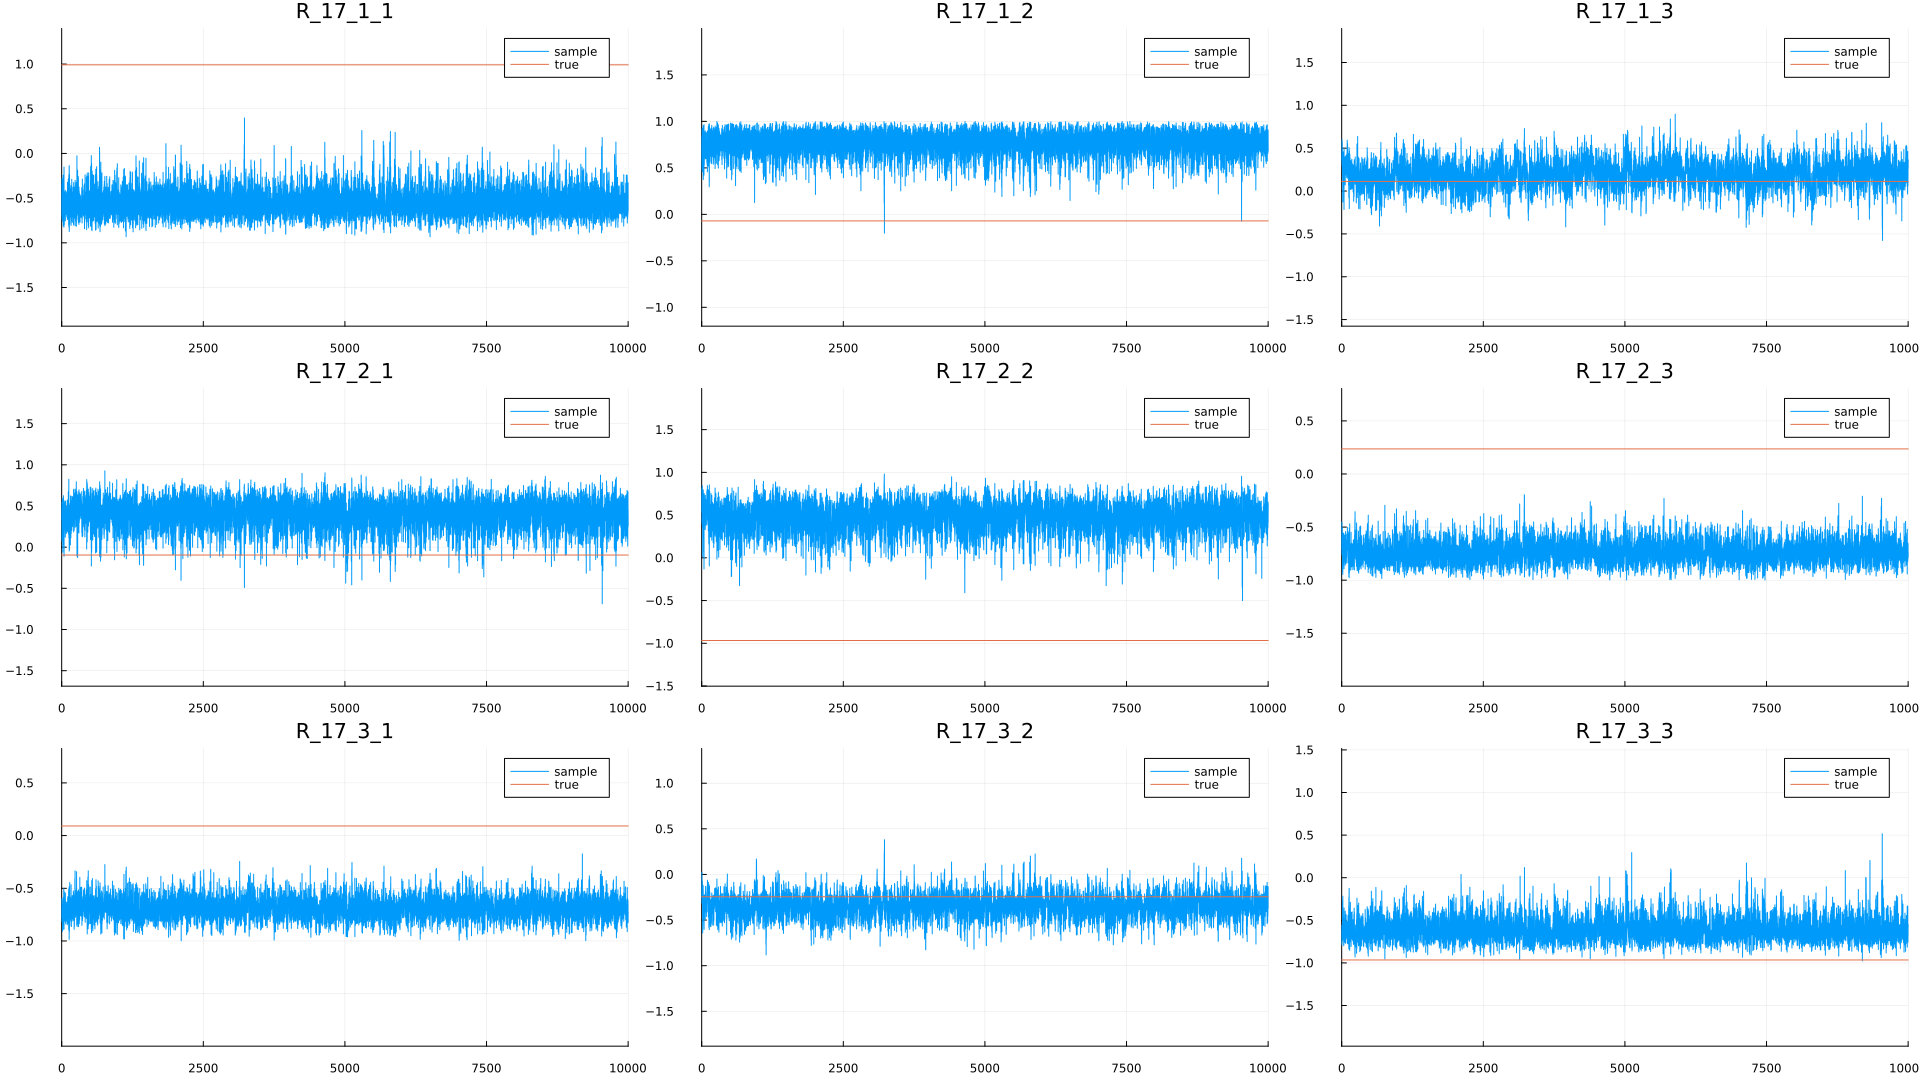 R_17_1_1 R_17_1_2 R_17_1_3
sample sample sample
true true true
1.0 1.5 1.5
0.5 1.0 1.0
0.0 0.5 0.5
−0.5 0.0 0.0
−1.0 −0.5 −0.5
−1.5 −1.0 −1.0
−1.5
0 2500 5000 7500 10000 0 2500 5000 7500 10000 0 2500 5000 7500 1000
R_17_2_1 R_17_2_2 R_17_2_3
sample sample sample
true true true
1.5 1.5 0.5
1.0 1.0 0.0
0.5 0.5 −0.5
0.0 0.0 −1.0
−0.5 −0.5 −1.5
−1.0 −1.0
−1.5 −1.5
0 2500 5000 7500 10000 0 2500 5000 7500 10000 0 2500 5000 7500 1000
R_17_3_1 R_17_3_2 R_17_3_3
sample sample sample
true true true
0.5 1.0 1.5
0.0 0.5 1.0
−0.5 0.0 0.5
−1.0 −0.5 0.0
−1.5 −1.0 −0.5
−1.5 −1.0
−1.5
0 2500 5000 7500 10000 0 2500 5000 7500 10000 0 2500 5000 7500 1000